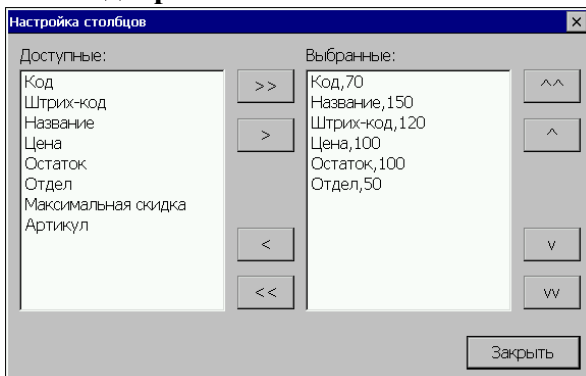 Настройка столбцов
Доступные:
Код
Штрих-код
Название
Цена
Остаток
Отдел
Максимальная скидка
Артикул
>>
>
<
<<
Выбранные:
Код,70
Название,150
Штрих-код,120
Цена,100
Остаток,100
Отдел,50
^^
^
v
vv
Закрыть